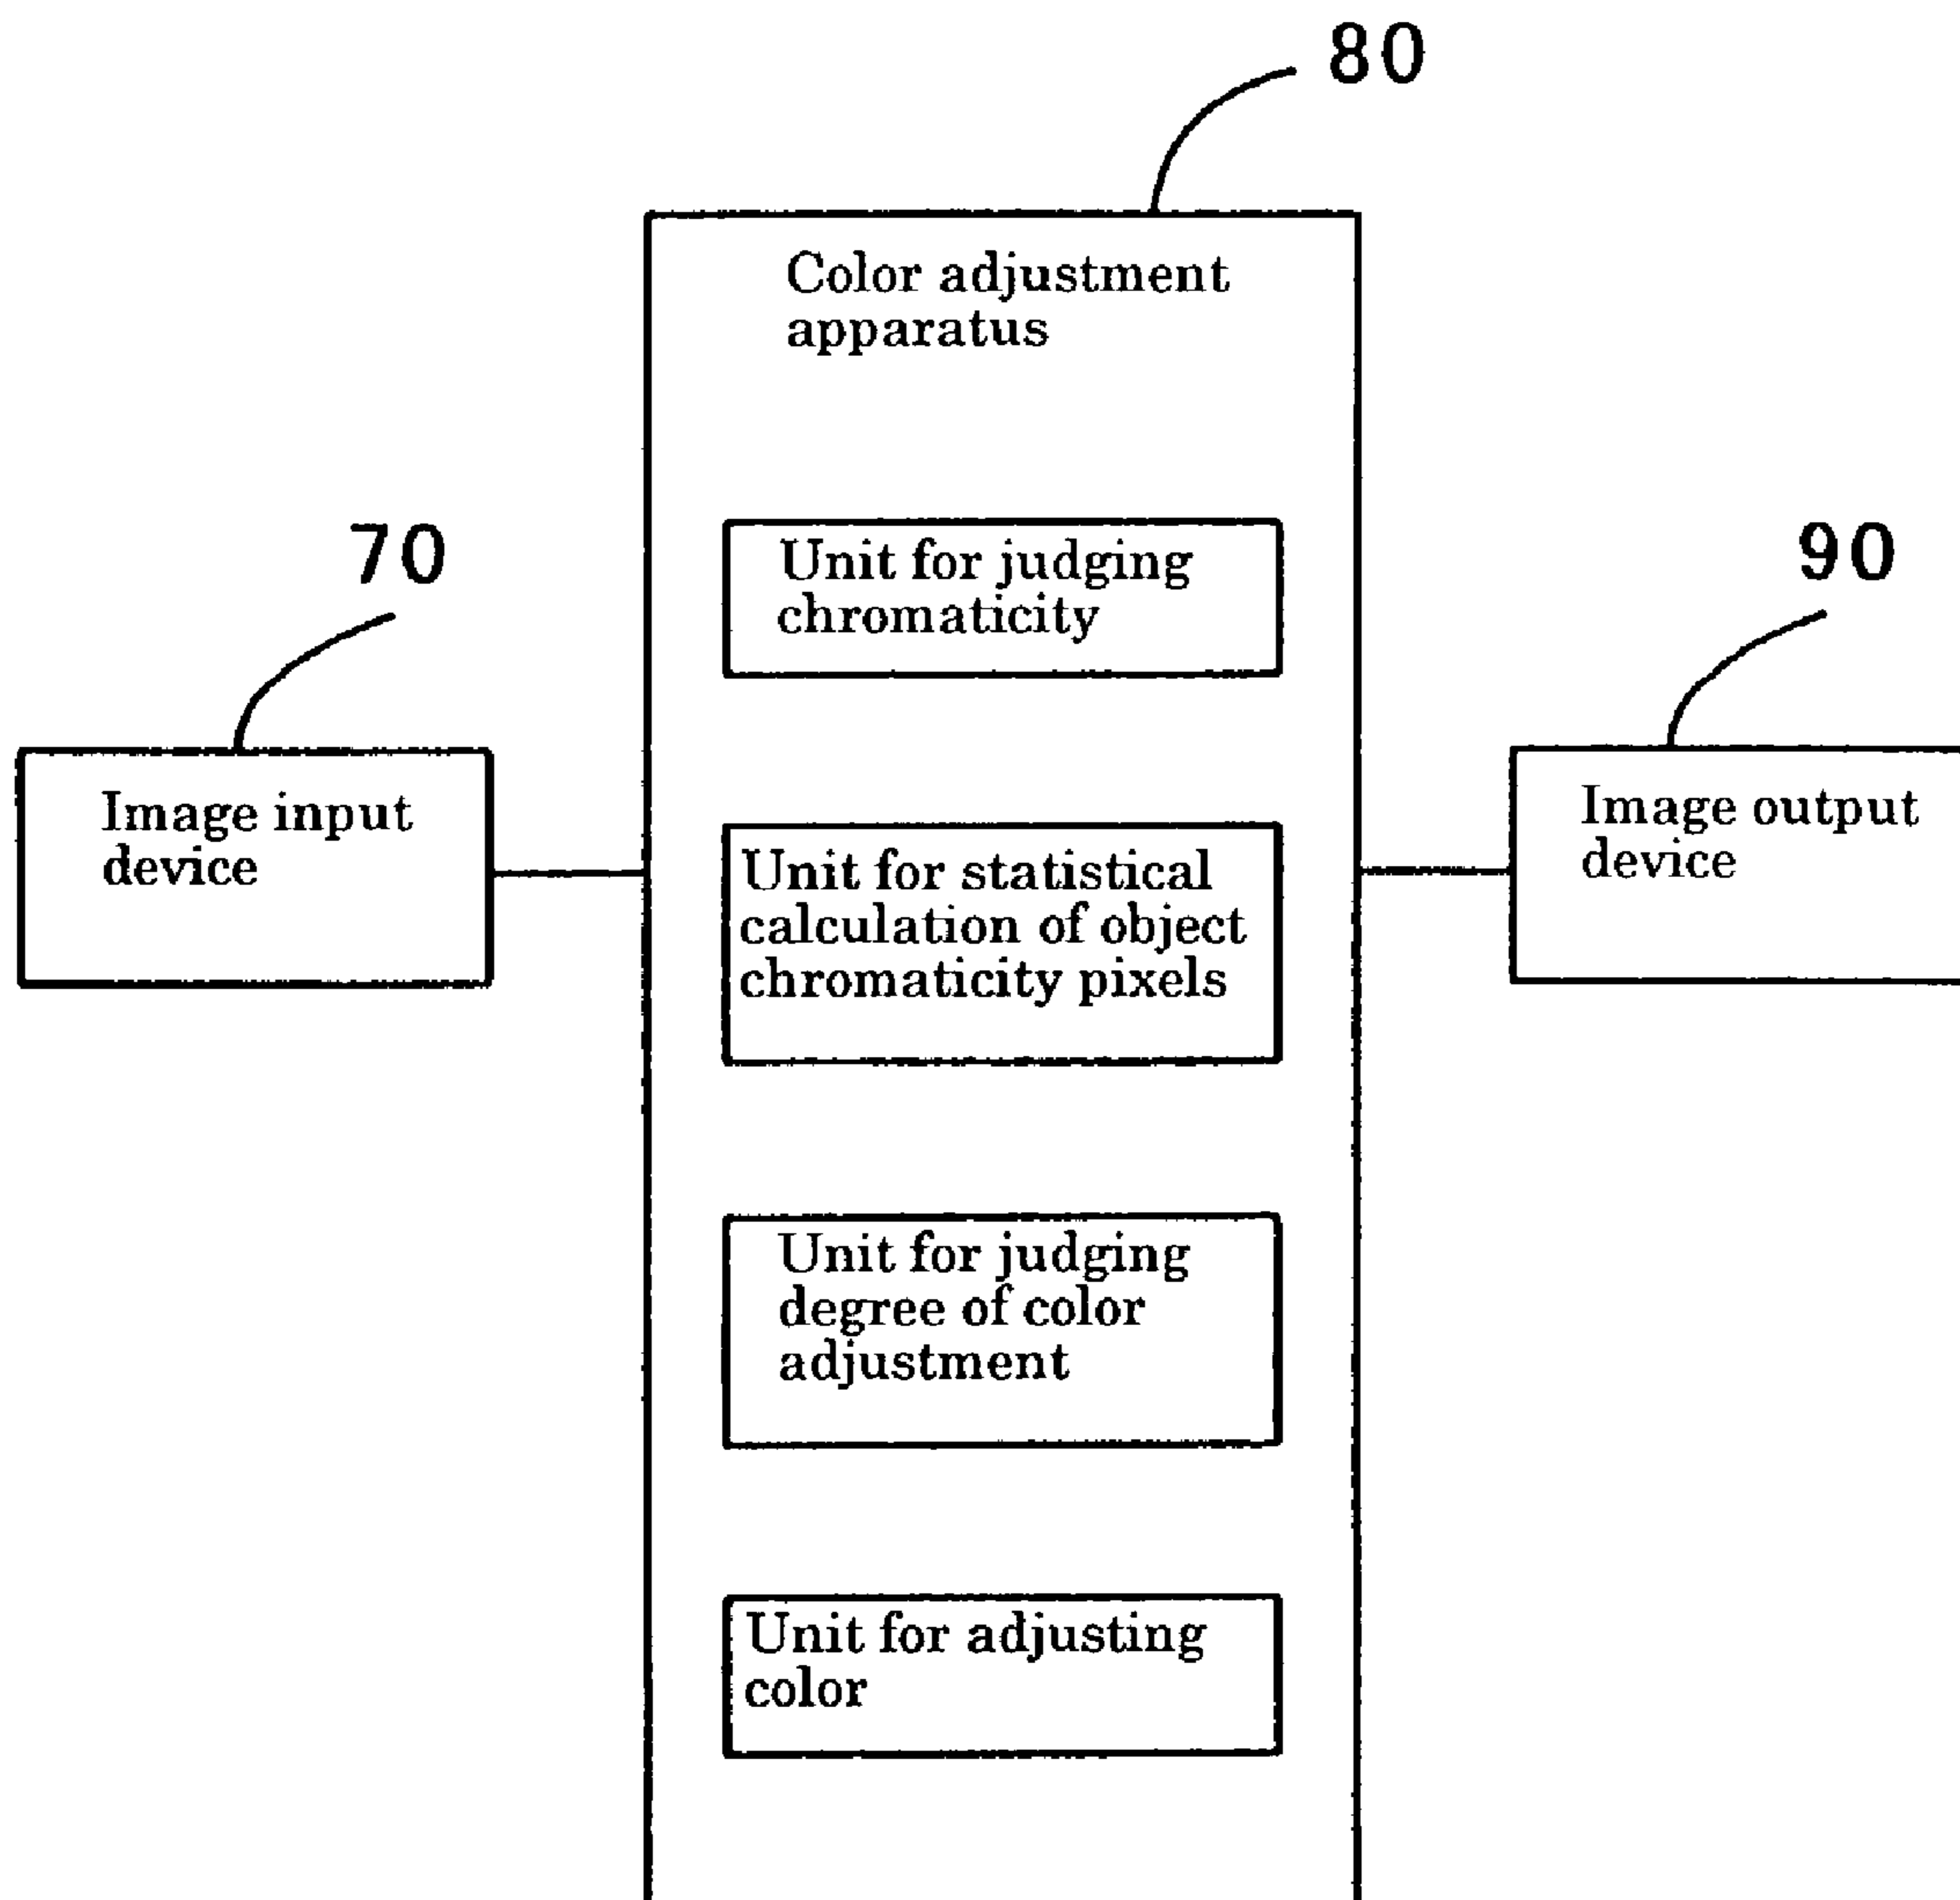 80
Color adjustment
apparatus
70
Unit for judging
chromaticity
90
Image input
device
Unit for statistical
calculation of object
chromaticity pixels
Image output
device
Unit for judging
degree of color
adjustment
Unit for adjusting
color